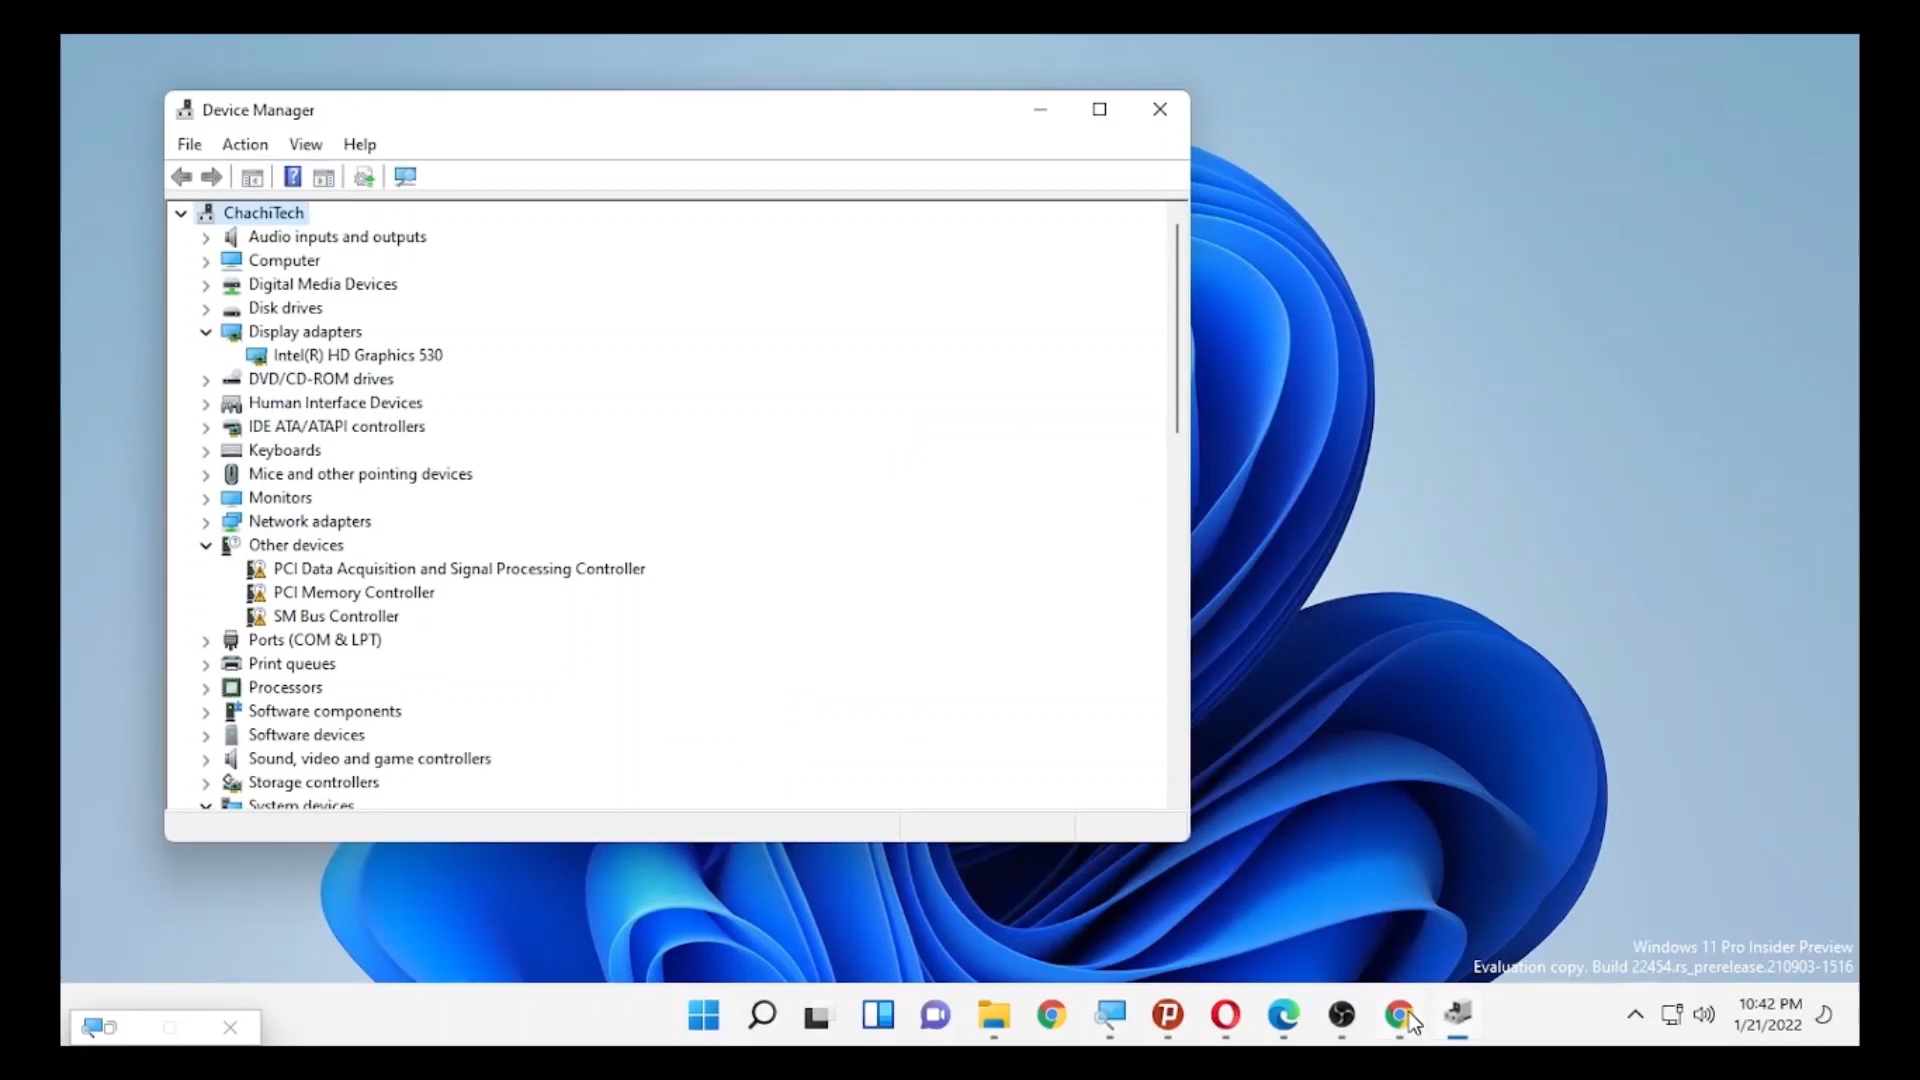 Device Manager
File Action View Help
ChachiTech
Audio inputs and outputs
Computer
Digital Media Devices
Disk drives
Display adapters
Intel(R) HD Graphics 530
DVD/CD-ROM drives
Human Interface Devices
IDE ATA/ATAPI controllers
Keyboards
Mice and other pointing devices
Monitors
Network adapters
Other devices
PCI Data Acquisition and Signal Processing Controller
PCI Memory Controller
SM Bus Controller
Ports (COM & LPT)
Print queues
Processors
Software components
Software devices
Sound, video and game controllers
Storage controllers
System devices
Windows 11 Pro Insider Preview
Evaluation copy. Build 22454.rs_prerelease.210903-1516
10:42 PM
1/21/2022